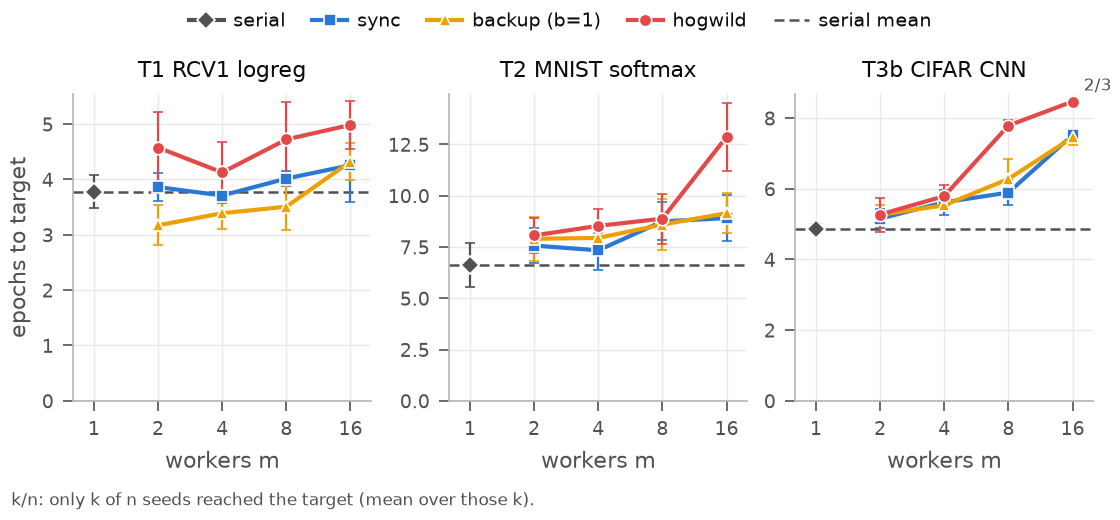 serial sync backup (b=1) hogwild serial mean
T1 RCV1 logreg T2 MNIST softmax T3b CIFAR CNN
2/3
epochs to target
5
4
3
2
1
0
1 2 4 8 16
workers m
12.5
10.0
7.5
5.0
2.5
0.0
1 2 4 8 16
workers m
8
6
4
2
0
1 2 4 8 16
workers m
k/n: only k of n seeds reached the target (mean over those k).